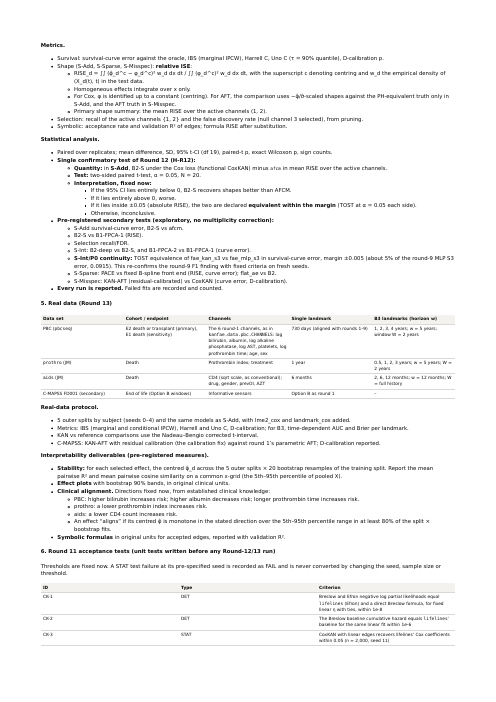 Metrics.
• Survival: survival-curve error against the oracle, IBS (marginal IPCW), Harrell C, Uno C (τ = 90% quantile), D-calibration p.
• Shape (S-Add, S-Sparse, S-Misspec): relative ISE:
RISE_d = ∫∫ (φ̂_d^c − φ_d^c)² w_d dx dt / ∫∫ (φ_d^c)² w_d dx dt, with the superscript c denoting centring and w_d the empirical density of
(X_d(t), t) in the test data.
Homogeneous effects integrate over x only.
For Cox, φ is identified up to a constant (centring). For AFT, the comparison uses −φ/b-scaled shapes against the PH-equivalent truth only in
S-Add, and the AFT truth in S-Misspec.
Primary shape summary: the mean RISE over the active channels {1, 2}.
• Selection: recall of the active channels {1, 2} and the false discovery rate (null channel 3 selected), from pruning.
• Symbolic: acceptance rate and validation R² of edges; formula RISE after substitution.
Statistical analysis.
• Paired over replicates; mean difference, SD, 95% t-CI (df 19), paired-t p, exact Wilcoxon p, sign counts.
• Single confirmatory test of Round 12 (H-R12):
Quantity: in S-Add, B2-S under the Cox loss (functional CoxKAN) minus afcm in mean RISE over the active channels.
Test: two-sided paired t-test, α = 0.05, N = 20.
Interpretation, fixed now:
If the 95% CI lies entirely below 0, B2-S recovers shapes better than AFCM.
If it lies entirely above 0, worse.
If it lies inside ±0.05 (absolute RISE), the two are declared equivalent within the margin (TOST at α = 0.05 each side).
Otherwise, inconclusive.
• Pre-registered secondary tests (exploratory, no multiplicity correction):
S-Add survival-curve error, B2-S vs afcm.
B2-S vs B1-FPCA-1 (RISE).
Selection recall/FDR.
S-Int: B2-deep vs B2-S, and B1-FPCA-2 vs B1-FPCA-1 (curve error).
S-Int/P0 continuity: TOST equivalence of fae_kan_s3 vs fae_mlp_s3 in survival-curve error, margin ±0.005 (about 5% of the round-9 MLP S3
error, 0.0915). This re-confirms the round-9 F1 finding with fixed criteria on fresh seeds.
S-Sparse: PACE vs fixed B-spline front end (RISE, curve error); flat_ae vs B2.
S-Misspec: KAN-AFT (residual-calibrated) vs CoxKAN (curve error, D-calibration).
• Every run is reported. Failed fits are recorded and counted.
5. Real data (Round 13)
Data set Cohort / endpoint Channels Single landmark B3 landmarks (horizon w)
PBC (pbcseq) E2 death or transplant (primary), E1 death (sensitivity) The 6 round-1 channels, as in kanfae.data.pbc.CHANNELS: log bilirubin, albumin, log alkaline phosphatase, log AST, platelets, log prothrombin time; age, sex 730 days (aligned with rounds 1–9) 1, 2, 3, 4 years; w = 5 years; window W = 2 years
prothro (JM) Death Prothrombin index; treatment 1 year 0.5, 1, 2, 3 years; w = 5 years; W = 2 years
aids (JM) Death CD4 (sqrt scale, as conventional); drug, gender, prevOI, AZT 6 months 2, 6, 12 months; w = 12 months; W = full history
C-MAPSS FD001 (secondary) End of life (Option B windows) Informative sensors Option B as round 1 –
Real-data protocol.
• 5 outer splits by subject (seeds 0–4) and the same models as S-Add, with lme2_cox and landmark_cox added.
• Metrics: IBS (marginal and conditional IPCW), Harrell and Uno C, D-calibration; for B3, time-dependent AUC and Brier per landmark.
• KAN vs reference comparisons use the Nadeau–Bengio corrected t-interval.
• C-MAPSS: KAN-AFT with residual calibration (the calibration fix) against round 1's parametric AFT; D-calibration reported.
Interpretability deliverables (pre-registered measures).
• Stability: for each selected effect, the centred φ̂_d across the 5 outer splits × 20 bootstrap resamples of the training split. Report the mean
pairwise R² and mean pairwise cosine similarity on a common x-grid (the 5th–95th percentile of pooled X).
• Effect plots with bootstrap 90% bands, in original clinical units.
• Clinical alignment. Directions fixed now, from established clinical knowledge:
PBC: higher bilirubin increases risk; higher albumin decreases risk; longer prothrombin time increases risk.
prothro: a lower prothrombin index increases risk.
aids: a lower CD4 count increases risk.
An effect "aligns" if its centred φ̂ is monotone in the stated direction over the 5th–95th percentile range in at least 80% of the split ×
bootstrap fits.
• Symbolic formulas in original units for accepted edges, reported with validation R².
6. Round 11 acceptance tests (unit tests written before any Round-12/13 run)
Thresholds are fixed now. A STAT test failure at its pre-specified seed is recorded as FAIL and is never converted by changing the seed, sample size or
threshold.
ID Type Criterion
CK-1 DET Breslow and Efron negative log partial likelihoods equal lifelines (Efron) and a direct Breslow formula, for fixed linear η with ties, within 1e-8
CK-2 DET The Breslow baseline cumulative hazard equals lifelines' baseline for the same linear fit within 1e-6
CK-3 STAT CoxKAN with linear edges recovers lifelines' Cox coefficients within 0.05 (n = 2,000, seed 11)